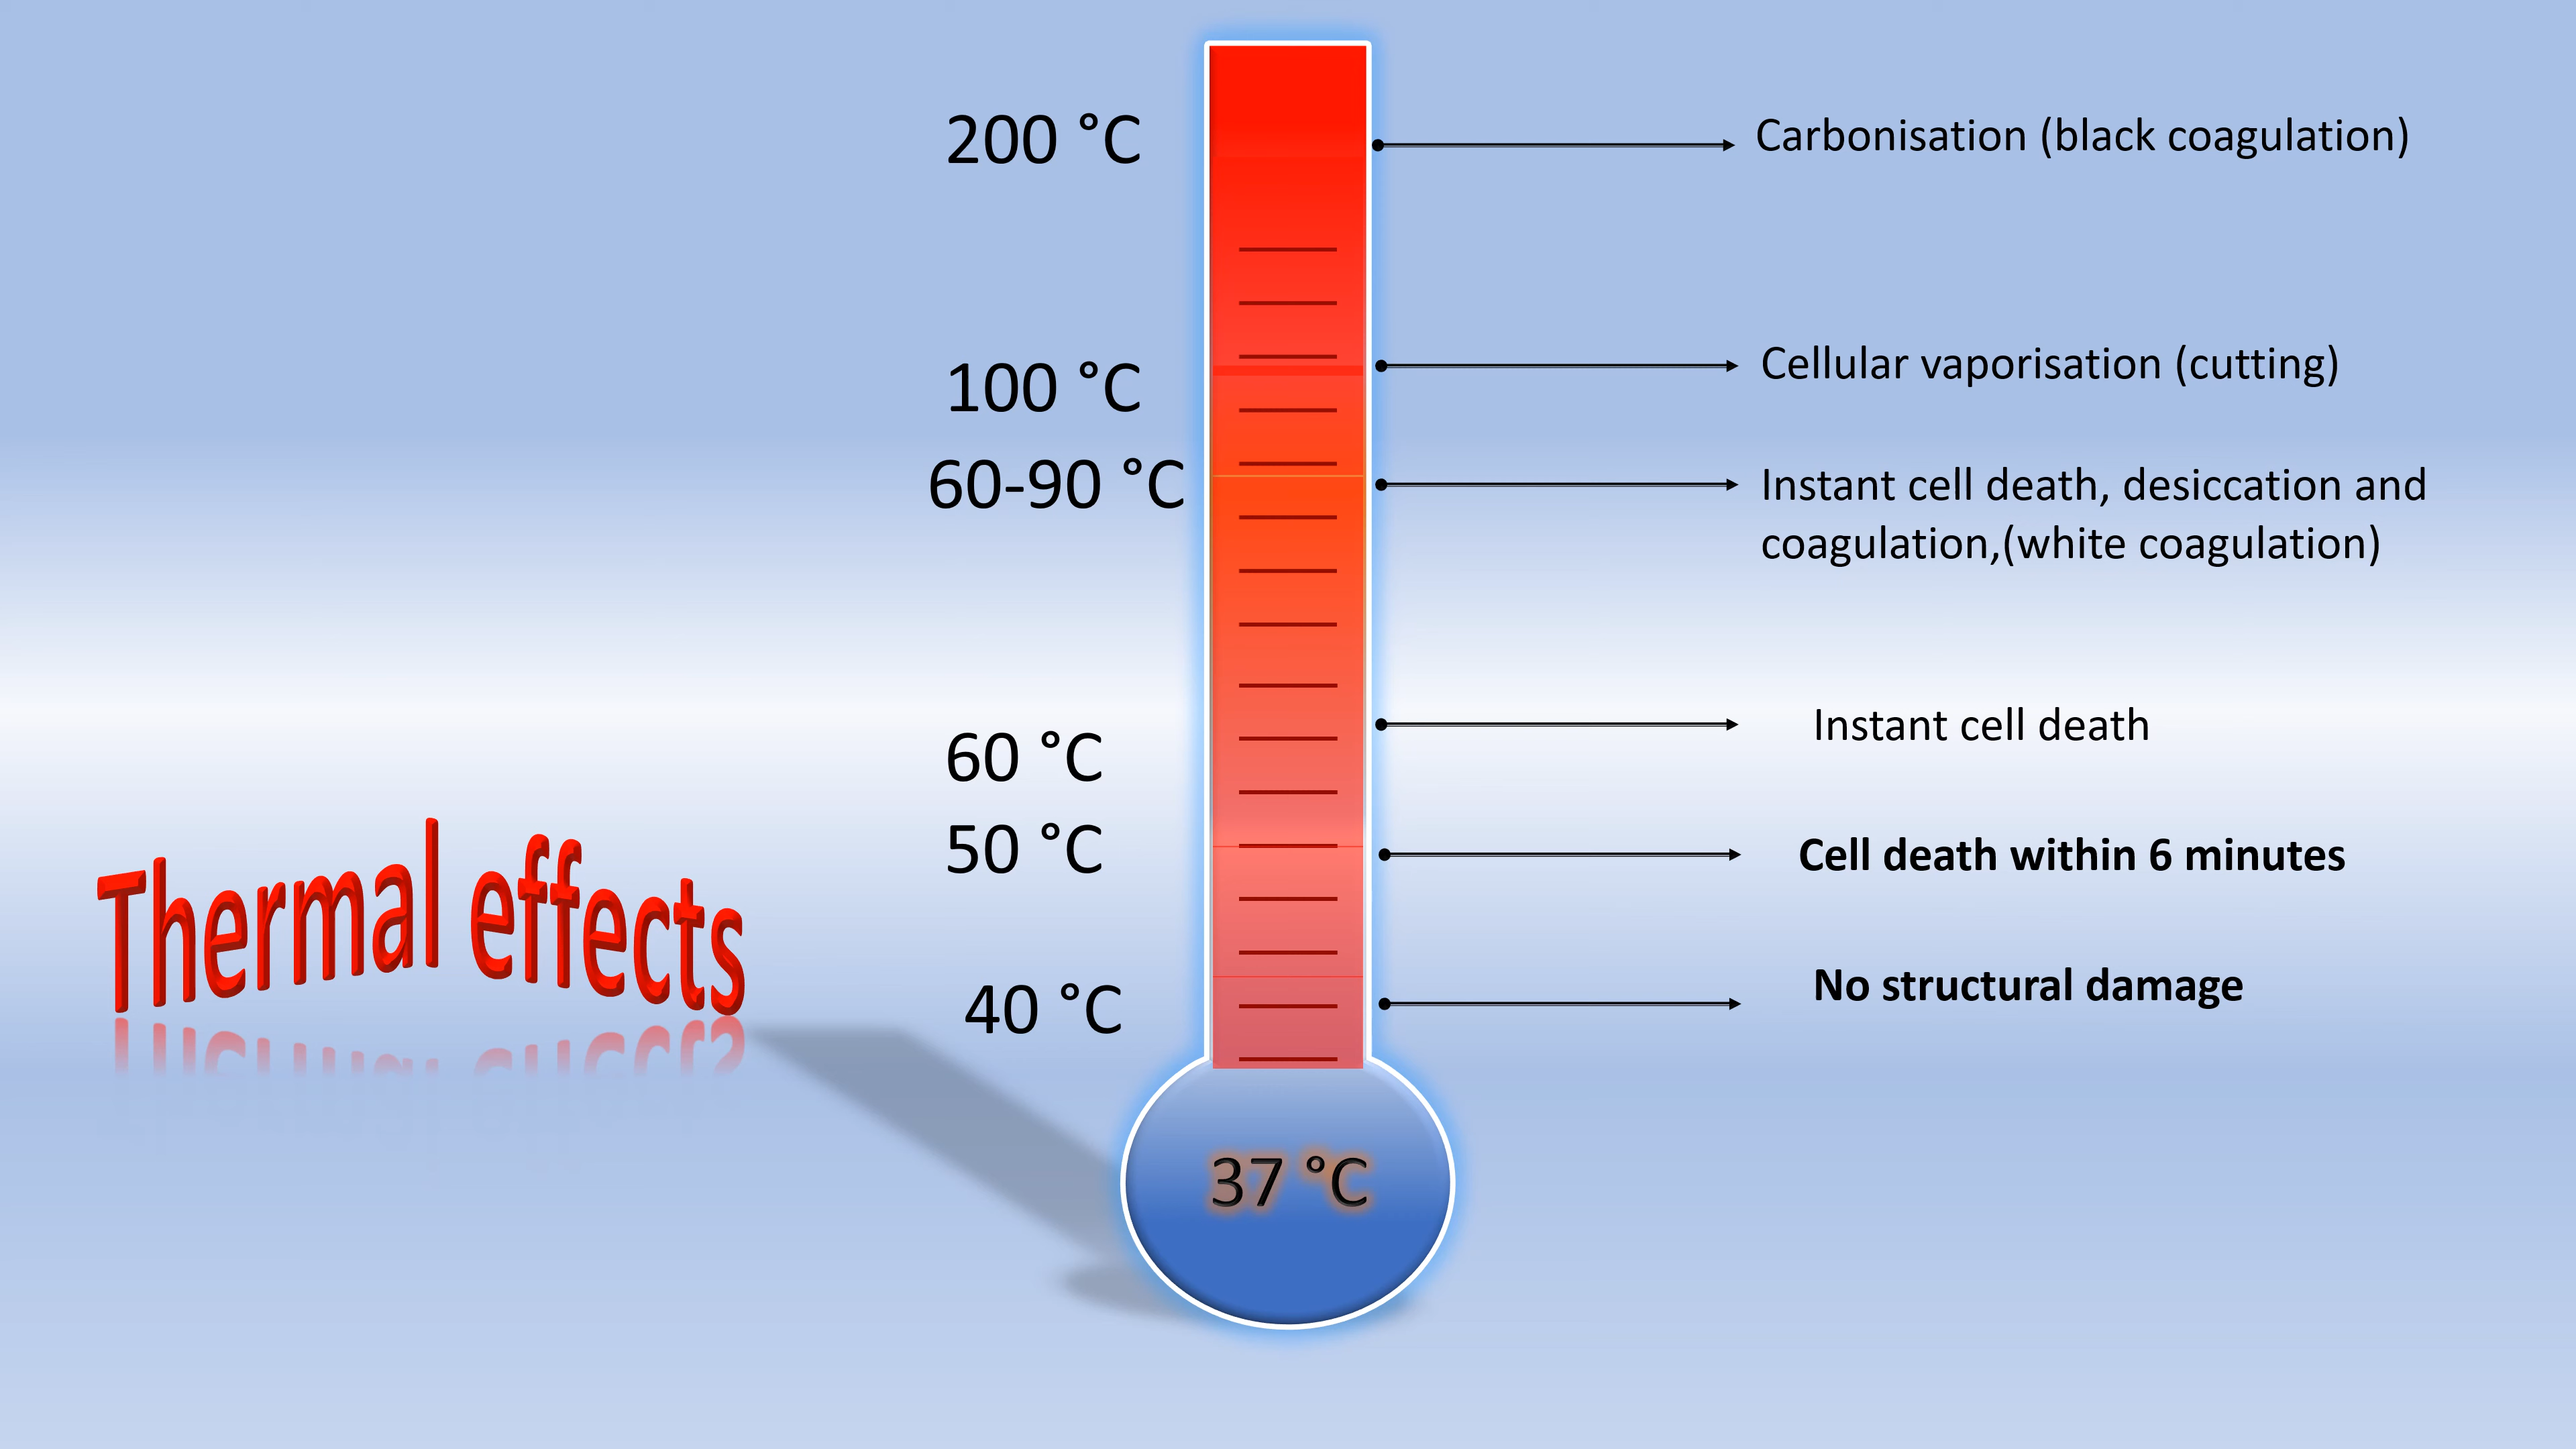 200 °C
Carbonisation (black coagulation)
100 °C
Cellular vaporisation (cutting)
60-90 °C
Instant cell death, desiccation and
coagulation,(white coagulation)
60 °C
Instant cell death
50 °C
Cell death within 6 minutes
Thermal effects
40 °C
No structural damage
37 °C